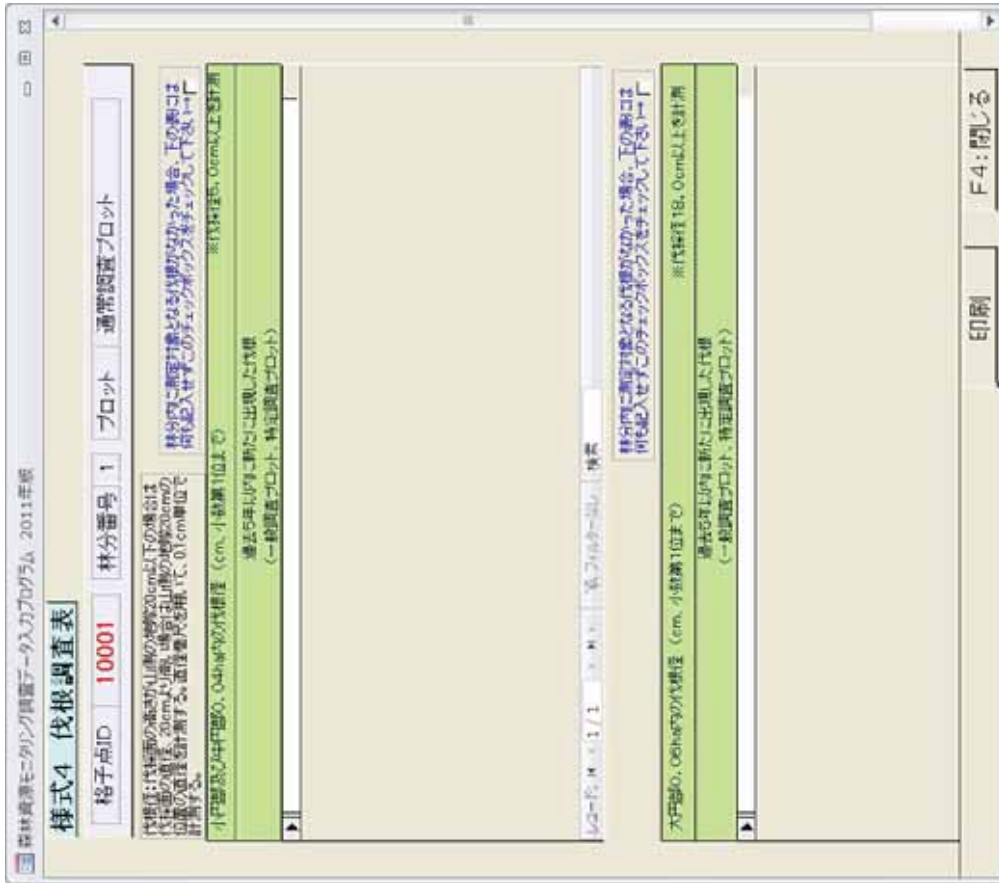 森林資源モニタリング調査データ入力プログラム 2011年版
様式4 伐根調査表
格子点ID 10001 林分番号 1 プロット 通常調査プロット
伐根径:伐採面の高さが山側の地際20cm以下の場合は
伐採面の直径、20cmより高い場合は山側の地際20cmの
位置の直径を計測する。直径巻尺を用いて、0.1cm単位で
計測する。
林分内に測定対象となる伐根がなかった場合、下の表には
何も記入せずこのチェックボックスをチェックして下さい→
小円部及び中円部0.04ha内の伐根径(cm、小数第1位まで) ※伐採径5.0cm以上を計測
過去5年以内に新たに出現した伐根
(一般調査プロット、特定調査プロット)
レコード: 1 / 1 フィルターなし 検索
林分内に測定対象となる伐根がなかった場合、下の表には
何も記入せずこのチェックボックスをチェックして下さい→
大円部0.06ha内の伐根径(cm、小数第1位まで) ※伐採径18.0cm以上を計測
過去5年以内に新たに出現した伐根
(一般調査プロット、特定調査プロット)
印刷 F4:閉じる